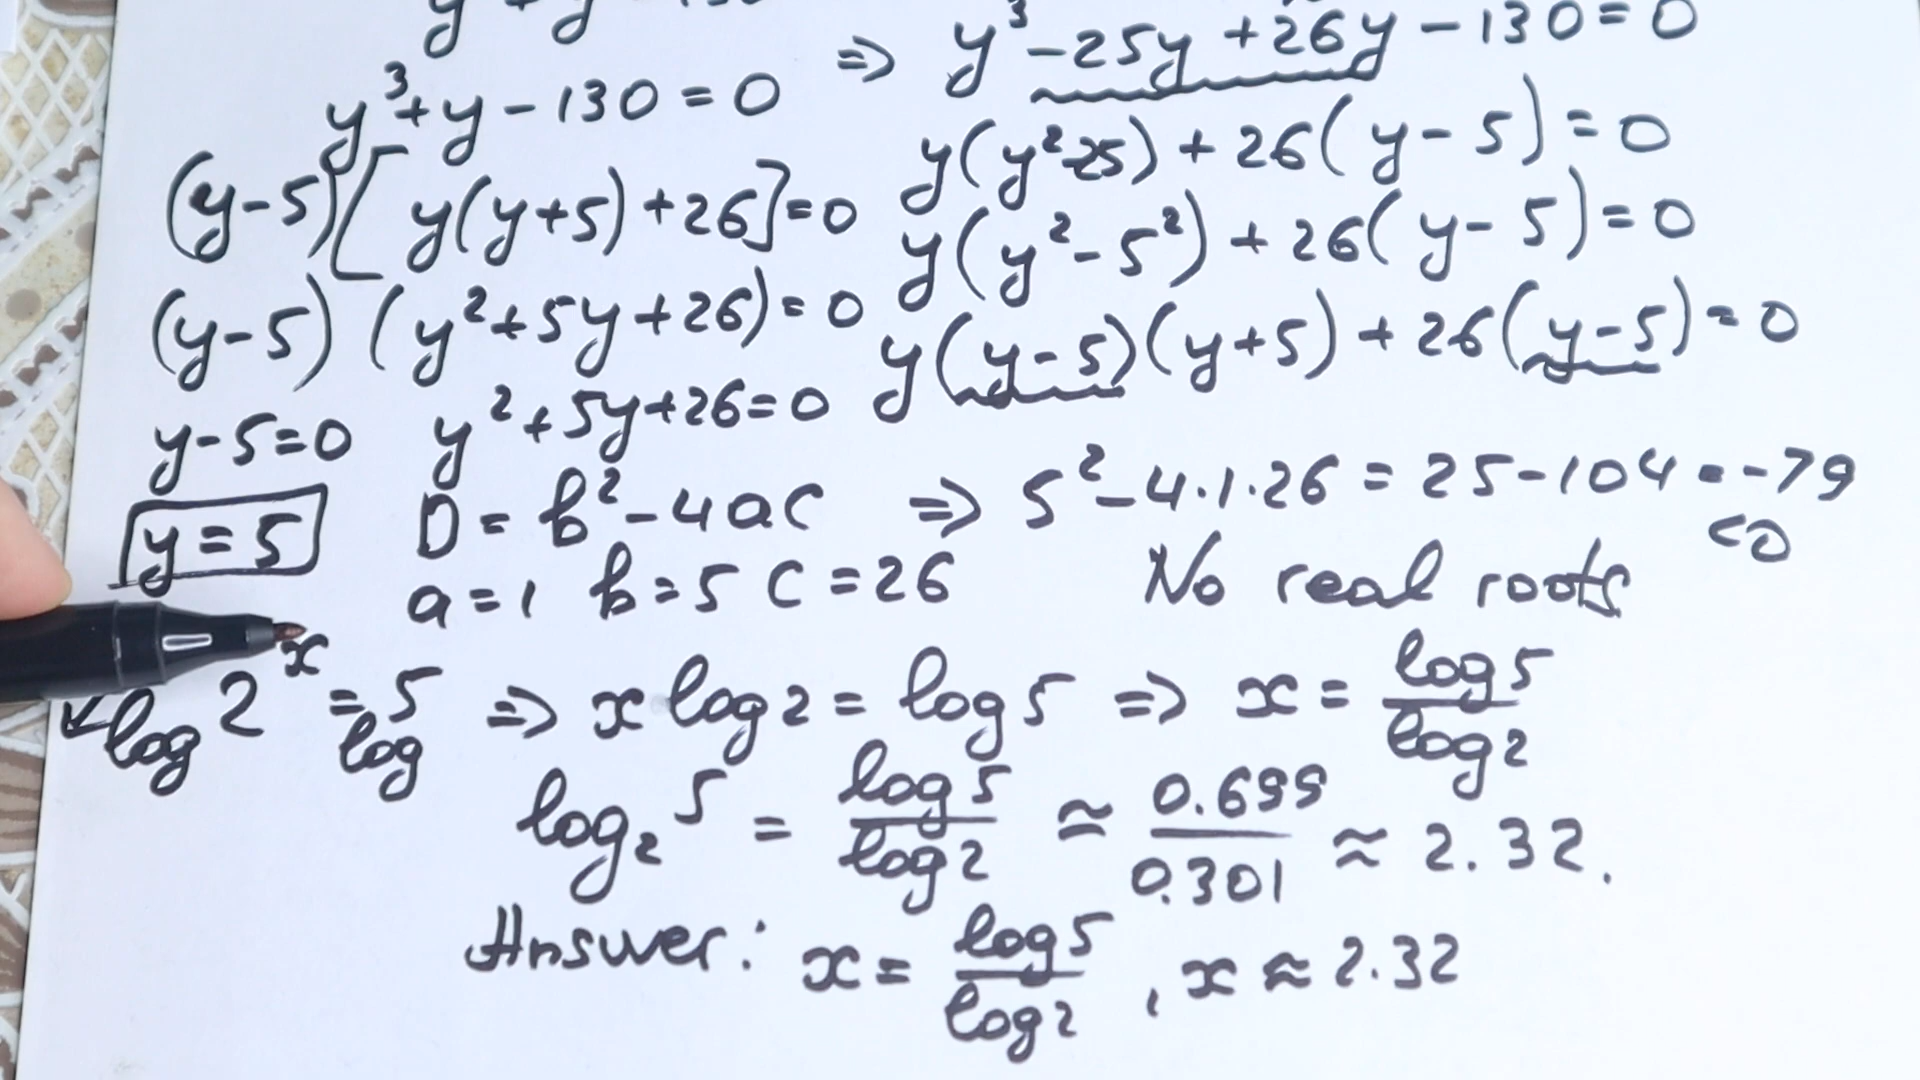 y³ + y - 130 = 0 ⇒ y³ - 25y + 26y - 130 = 0
(y-5)[y(y+5)+26]=0 y(y²-25) + 26(y-5) = 0
y(y²-5²) + 26(y-5) = 0
(y-5)(y²+5y+26)=0 y(y-5)(y+5) + 26(y-5) = 0
y-5=0 y²+5y+26=0
y=5 D = b²-4ac ⇒ 5²-4·1·26 = 25-104 = -79 <0
a=1 b=5 c=26 No real roots
log 2^x = log 5 ⇒ x log 2 = log 5 ⇒ x = log5/log2
log₂5 = log5/log2 ≈ 0.699/0.301 ≈ 2.32.
Answer: x = log5/log2, x ≈ 2.32